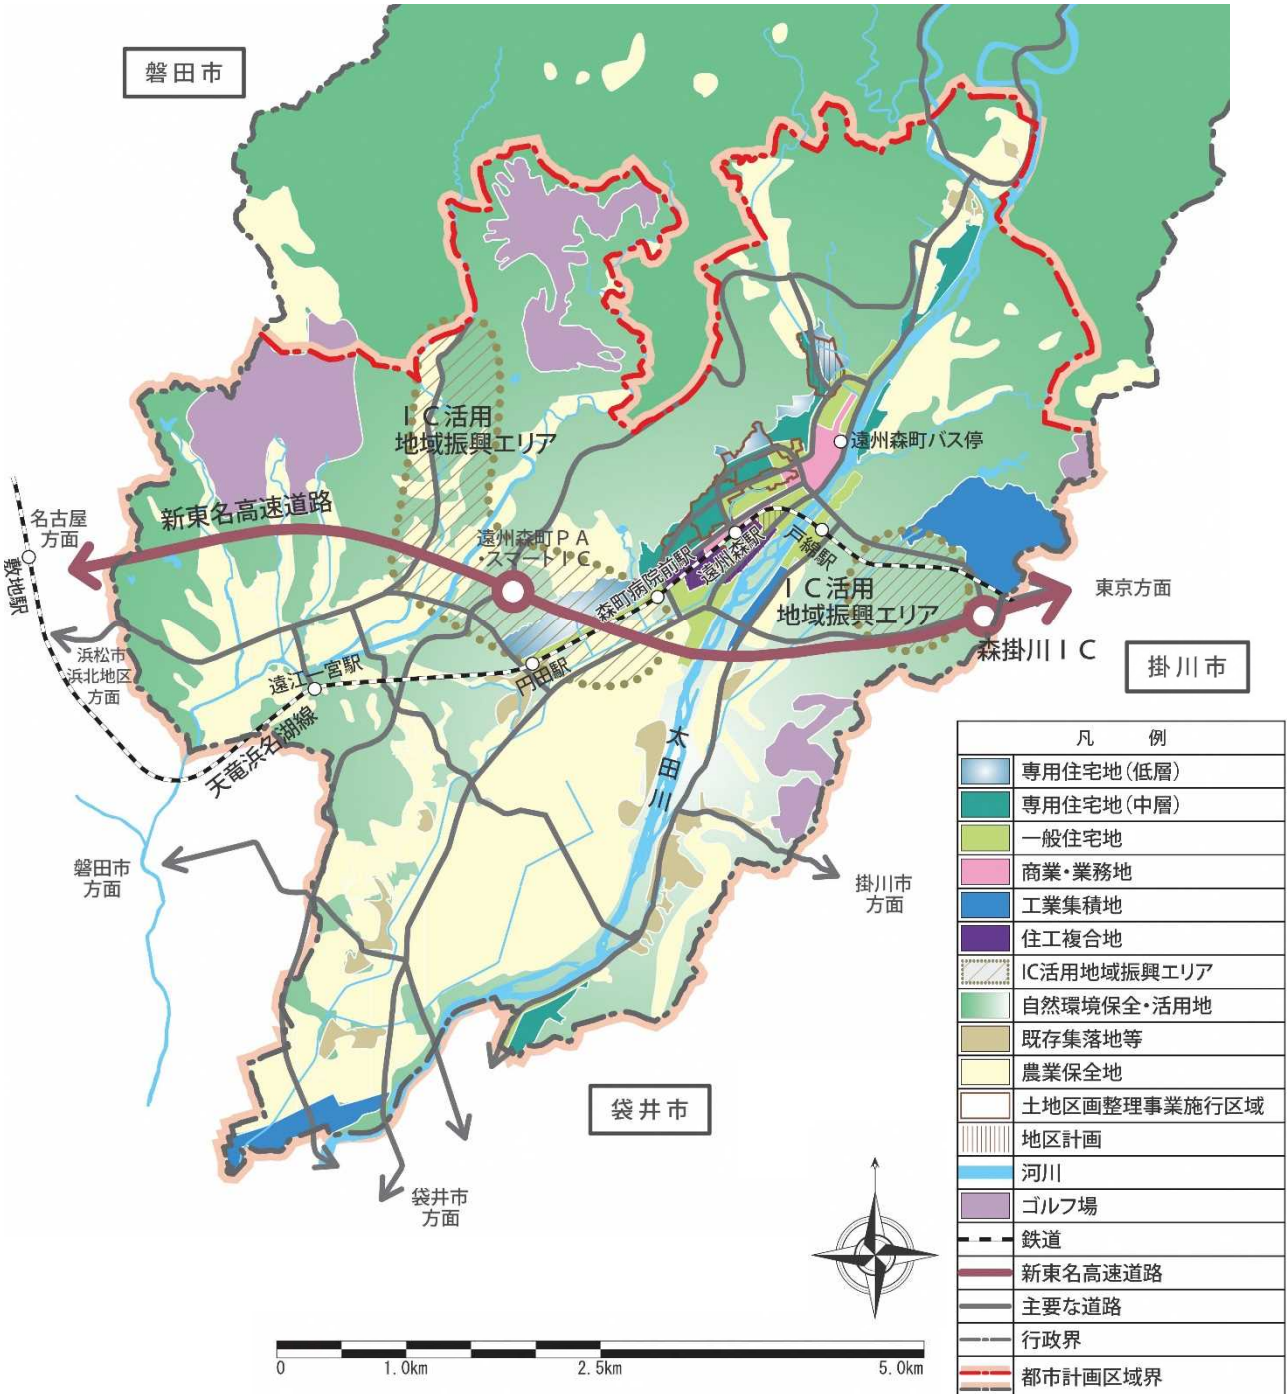 磐田市
ＩＣ活用
地域振興エリア
遠州森町バス停
新東名高速道路
名古屋
方面
敷地駅
遠州森町ＰＡ
・スマートＩＣ
森町病院前駅
遠州森駅
戸綿駅
ＩＣ活用
地域振興エリア
東京方面
森掛川ＩＣ
掛川市
浜松市
浜北地区
方面
遠江一宮駅
円田駅
天竜浜名湖線
太田川
磐田市
方面
掛川市
方面
袋井市
袋井市
方面
凡例
専用住宅地(低層)
専用住宅地(中層)
一般住宅地
商業・業務地
工業集積地
住工複合地
IC活用地域振興エリア
自然環境保全・活用地
既存集落地等
農業保全地
土地区画整理事業施行区域
地区計画
河川
ゴルフ場
鉄道
新東名高速道路
主要な道路
行政界
都市計画区域界
0 1.0km 2.5km 5.0km